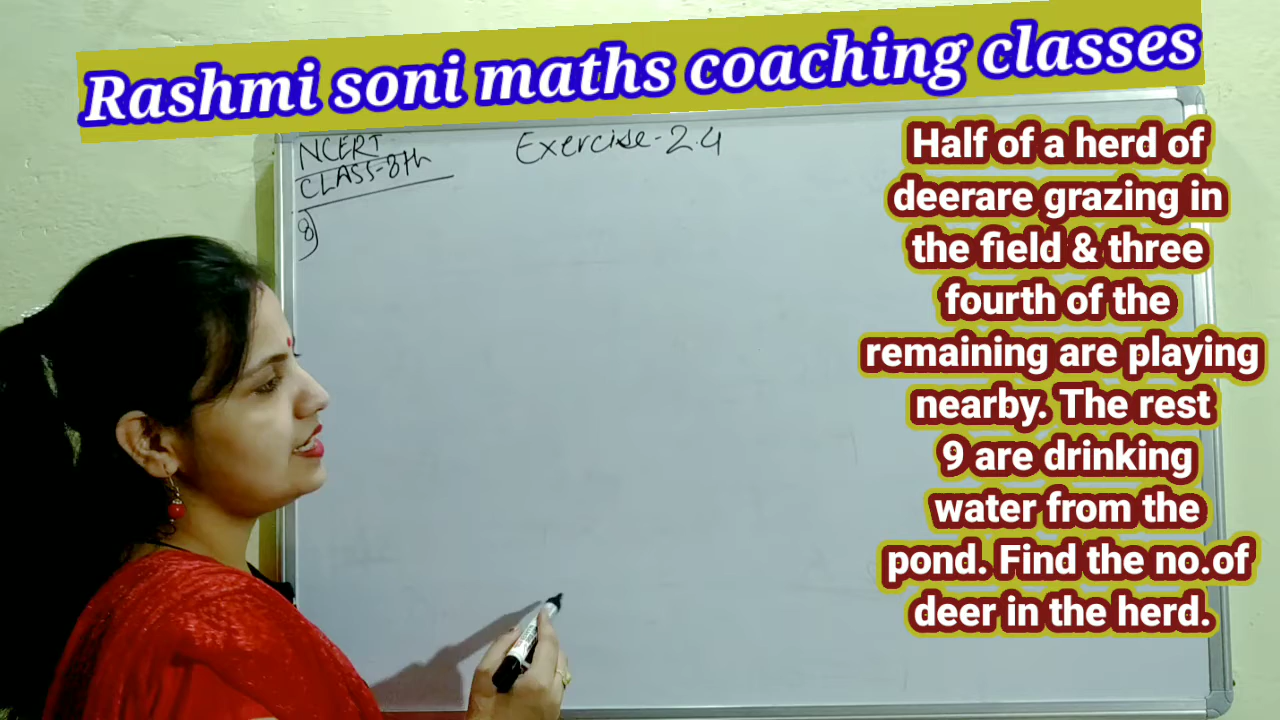 Rashmi soni maths coaching classes
NCERT
CLASS-8th
Exercise-2.4
8)
Half of a herd of
deerare grazing in
the field & three
fourth of the
remaining are playing
nearby. The rest
9 are drinking
water from the
pond. Find the no.of
deer in the herd.